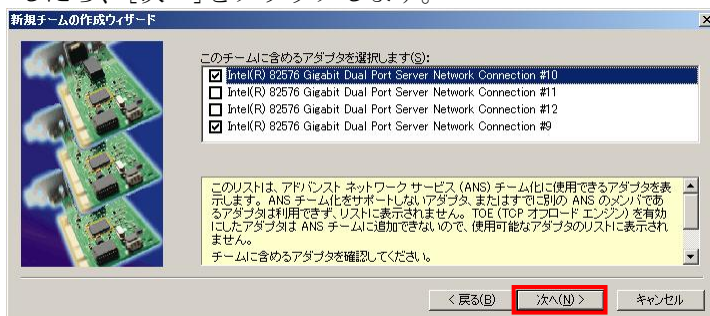 新規チームの作成ウィザード
このチームに含めるアダプタを選択します(S):
Intel(R) 82576 Gigabit Dual Port Server Network Connection #10
Intel(R) 82576 Gigabit Dual Port Server Network Connection #11
Intel(R) 82576 Gigabit Dual Port Server Network Connection #12
Intel(R) 82576 Gigabit Dual Port Server Network Connection #9
このリストは、アドバンスト ネットワーク サービス (ANS) チーム化に使用できるアダプタを表
示します。ANS チーム化をサポートしないアダプタ、またはすでに別の ANS のメンバであ
るアダプタは利用できず、リストに表示されません。TOE (TCP オフロード エンジン) を有効
にしたアダプタは ANS チームに追加できないので、使用可能なアダプタのリストに表示され
ません。
チームに含めるアダプタを確認してください。
< 戻る(B)
次へ(N) >
キャンセル